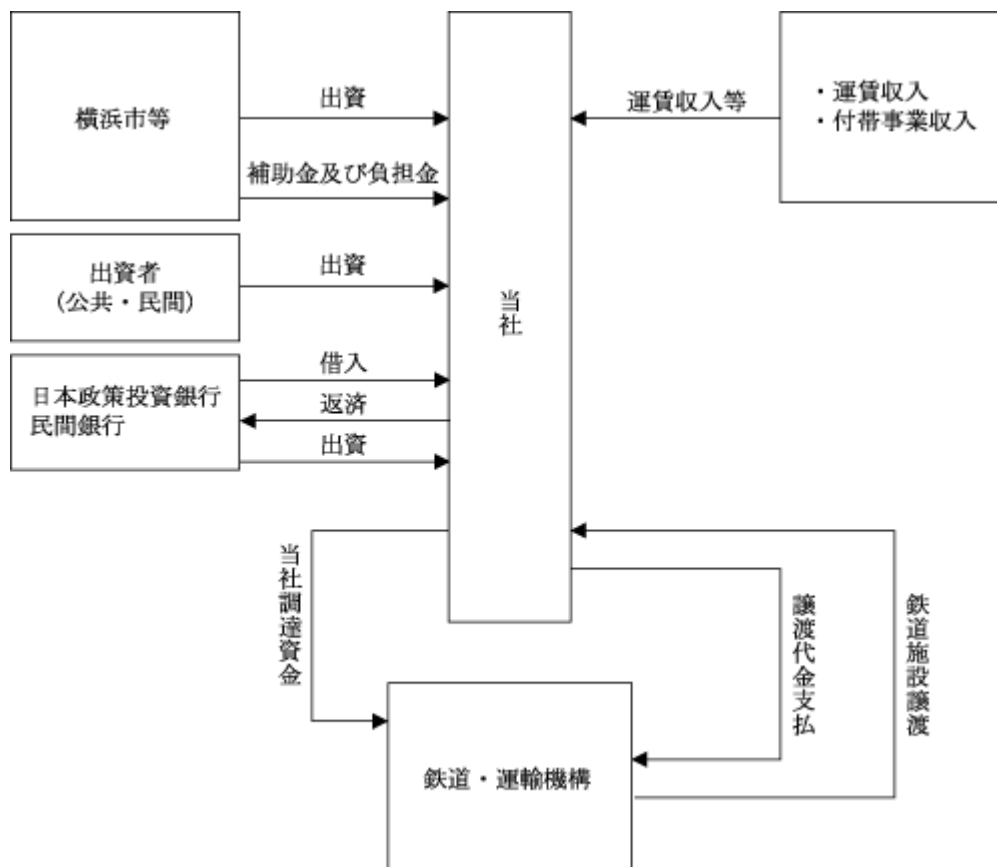 横浜市等
出資
補助金及び負担金
運賃収入等
・運賃収入
・付帯事業収入
出資者
(公共・民間)
出資
当社
日本政策投資銀行
民間銀行
借入
返済
出資
当社調達資金
譲渡代金支払
鉄道施設譲渡
鉄道・運輸機構